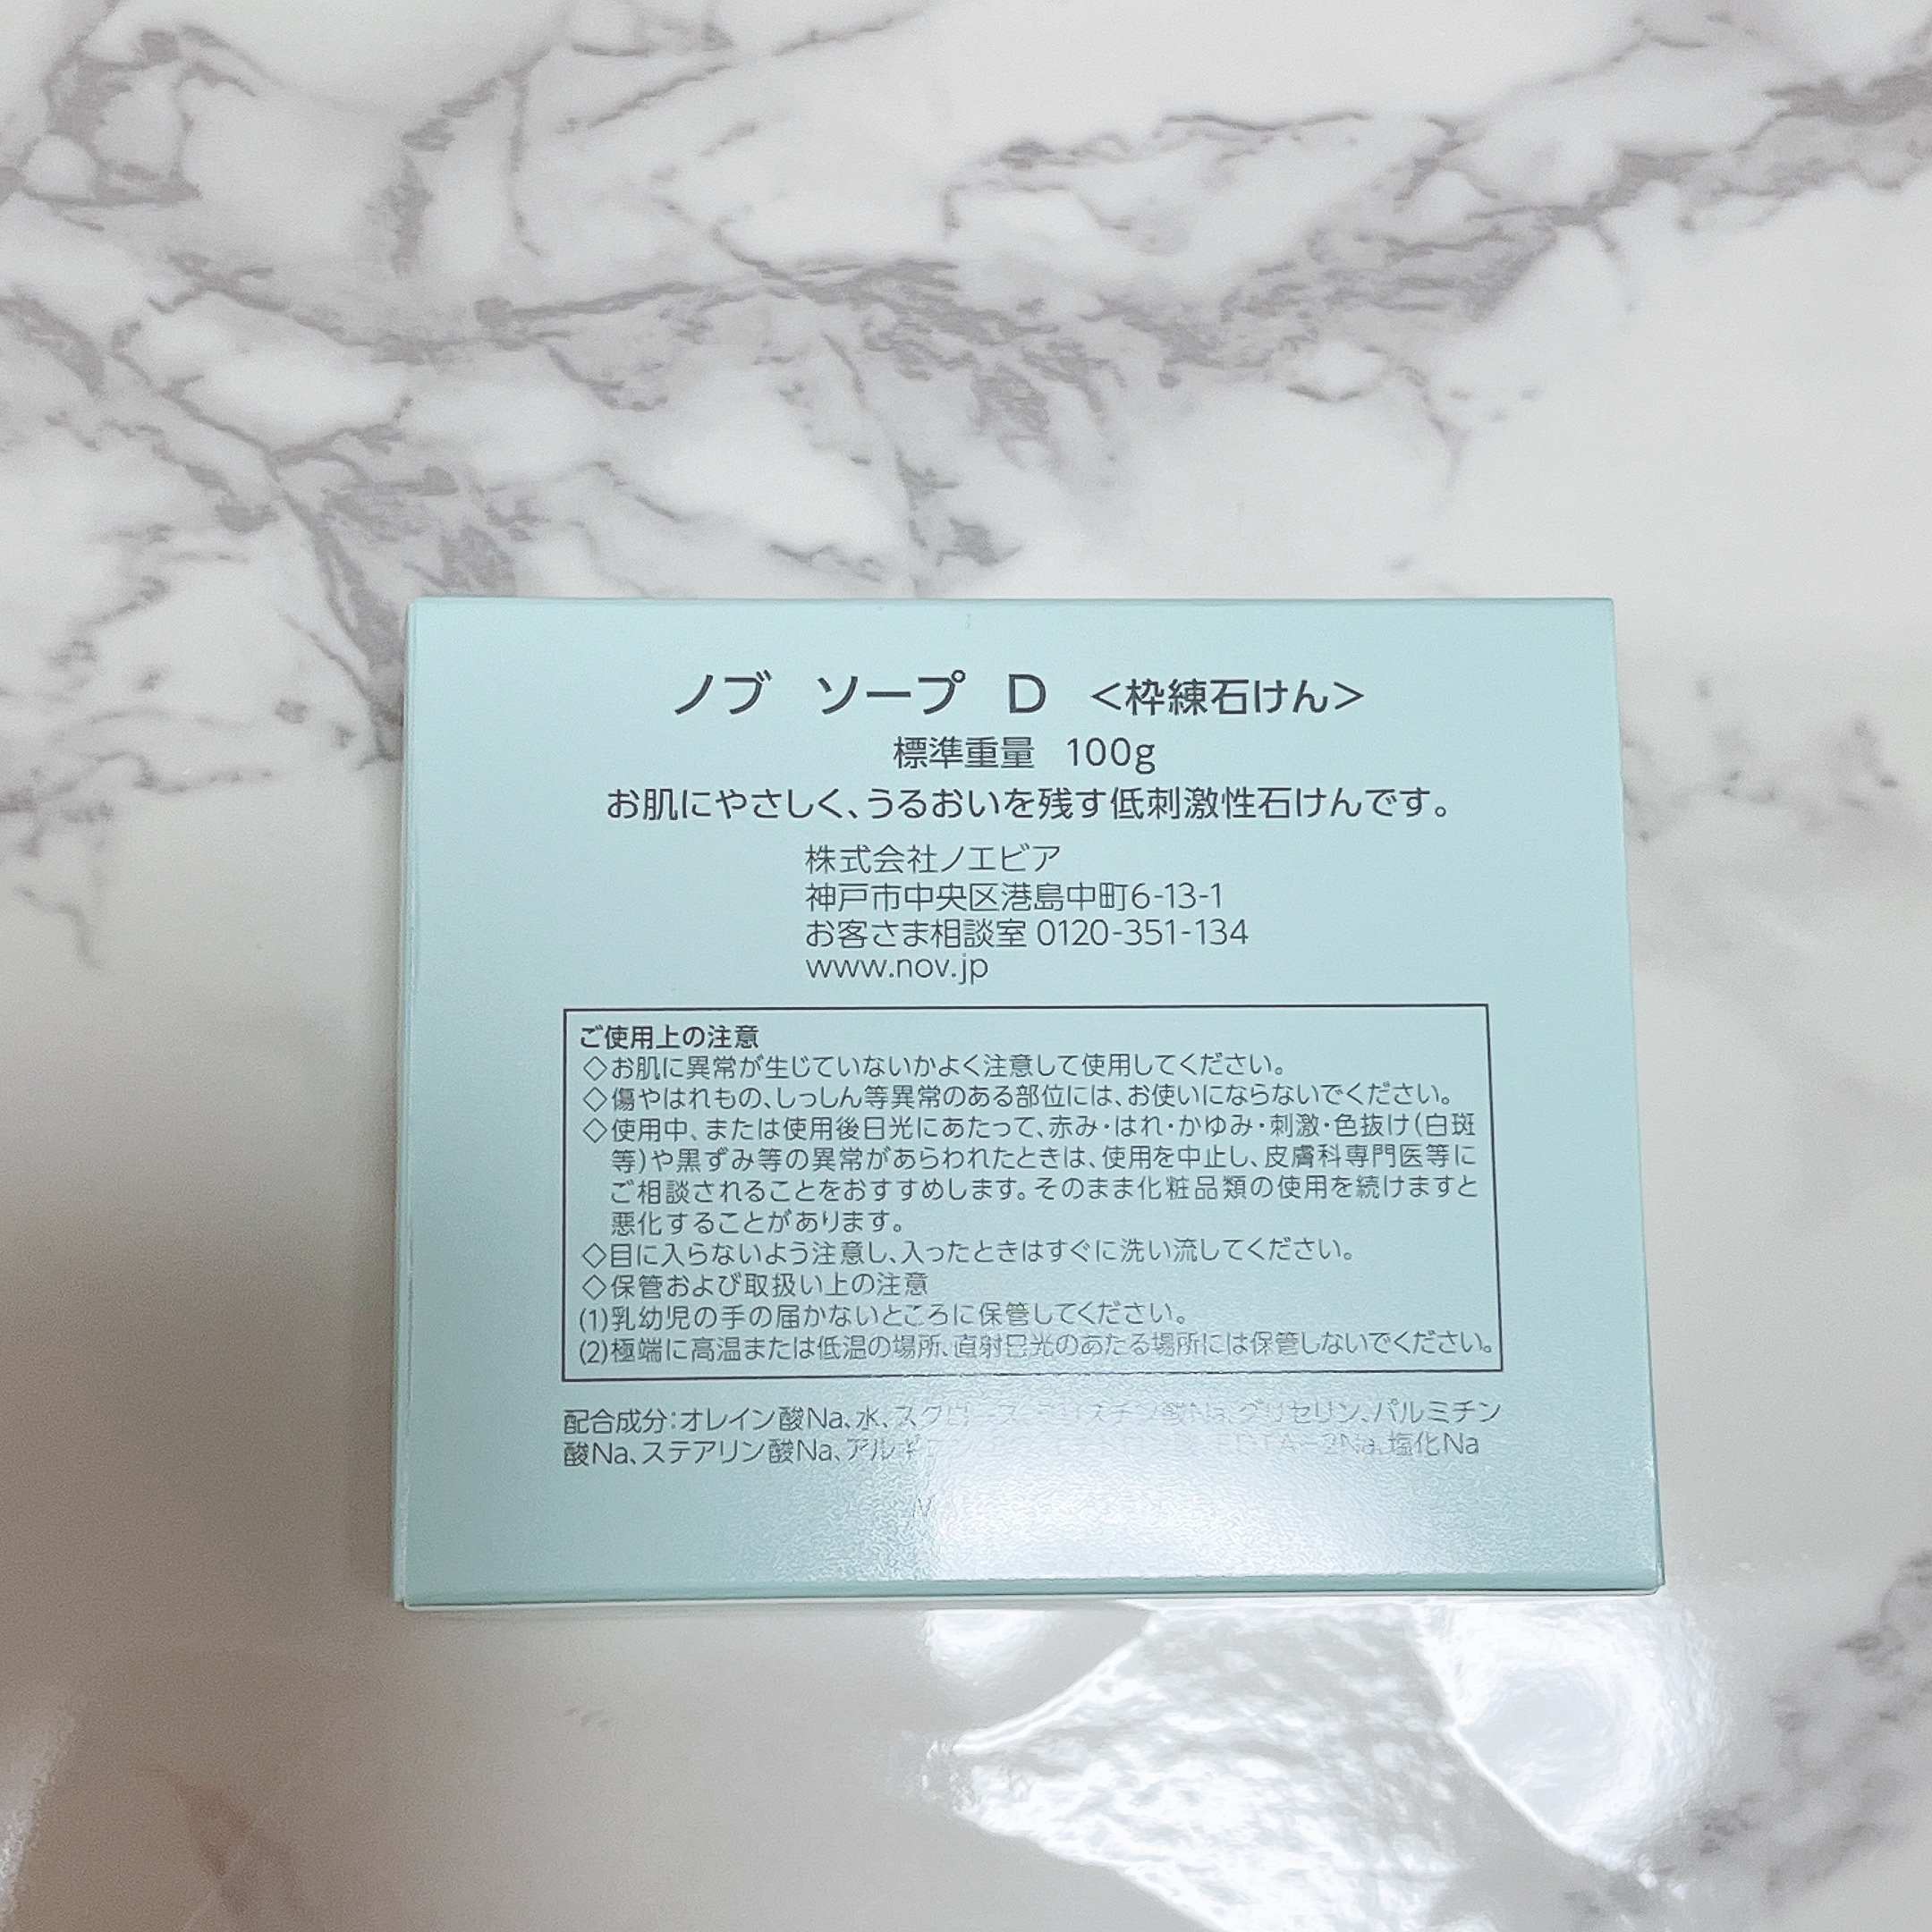 ノブ ソープ D <枠練石けん>
標準重量 100g
お肌にやさしく、うるおいを残す低刺激性石けんです。
株式会社ノエビア
神戸市中央区港島中町6-13-1
お客さま相談室 0120-351-134
www.nov.jp
ご使用上の注意
◇お肌に異常が生じていないかよく注意して使用してください。
◇傷やはれもの、しっしん等異常のある部位には、お使いにならないでください。
◇使用中、または使用後日光にあたって、赤み・はれ・かゆみ・刺激・色抜け(白斑
等)や黒ずみ等の異常があらわれたときは、使用を中止し、皮膚科専門医等に
ご相談されることをおすすめします。そのまま化粧品類の使用を続けますと
悪化することがあります。
◇目に入らないよう注意し、入ったときはすぐに洗い流してください。
◇保管および取扱い上の注意
(1)乳幼児の手の届かないところに保管してください。
(2)極端に高温または低温の場所、直射日光のあたる場所には保管しないでください。
配合成分:オレイン酸Na、水、スクロース、ミリスチン酸Na、グリセリン、パルミチン
酸Na、ステアリン酸Na、 塩化Na